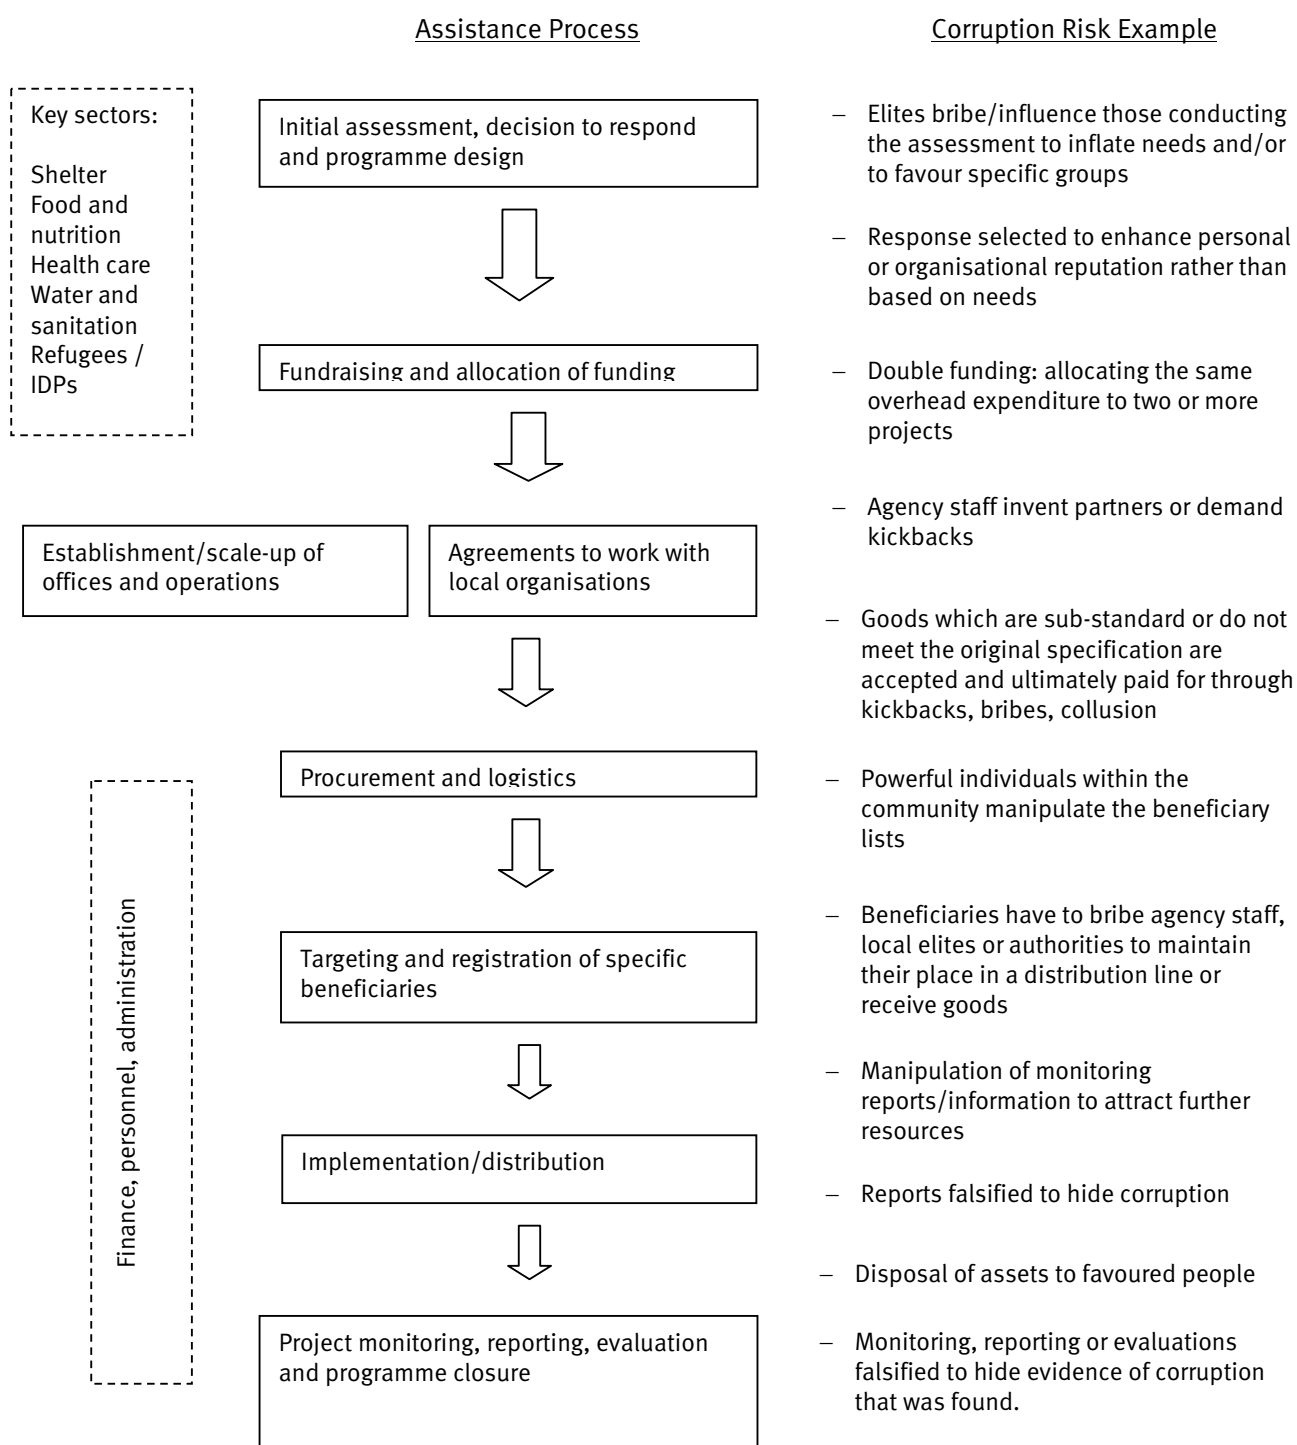 Assistance Process
Corruption Risk Example
Key sectors:
Shelter
Food and
nutrition
Health care
Water and
sanitation
Refugees /
IDPs
Initial assessment, decision to respond
and programme design
Fundraising and allocation of funding
Establishment/scale-up of
offices and operations
Agreements to work with
local organisations
Procurement and logistics
Targeting and registration of specific
beneficiaries
Implementation/distribution
Project monitoring, reporting, evaluation
and programme closure
Finance, personnel, administration
– Elites bribe/influence those conducting
the assessment to inflate needs and/or
to favour specific groups
– Response selected to enhance personal
or organisational reputation rather than
based on needs
– Double funding: allocating the same
overhead expenditure to two or more
projects
– Agency staff invent partners or demand
kickbacks
– Goods which are sub-standard or do not
meet the original specification are
accepted and ultimately paid for through
kickbacks, bribes, collusion
– Powerful individuals within the
community manipulate the beneficiary
lists
– Beneficiaries have to bribe agency staff,
local elites or authorities to maintain
their place in a distribution line or
receive goods
– Manipulation of monitoring
reports/information to attract further
resources
– Reports falsified to hide corruption
– Disposal of assets to favoured people
– Monitoring, reporting or evaluations
falsified to hide evidence of corruption
that was found.